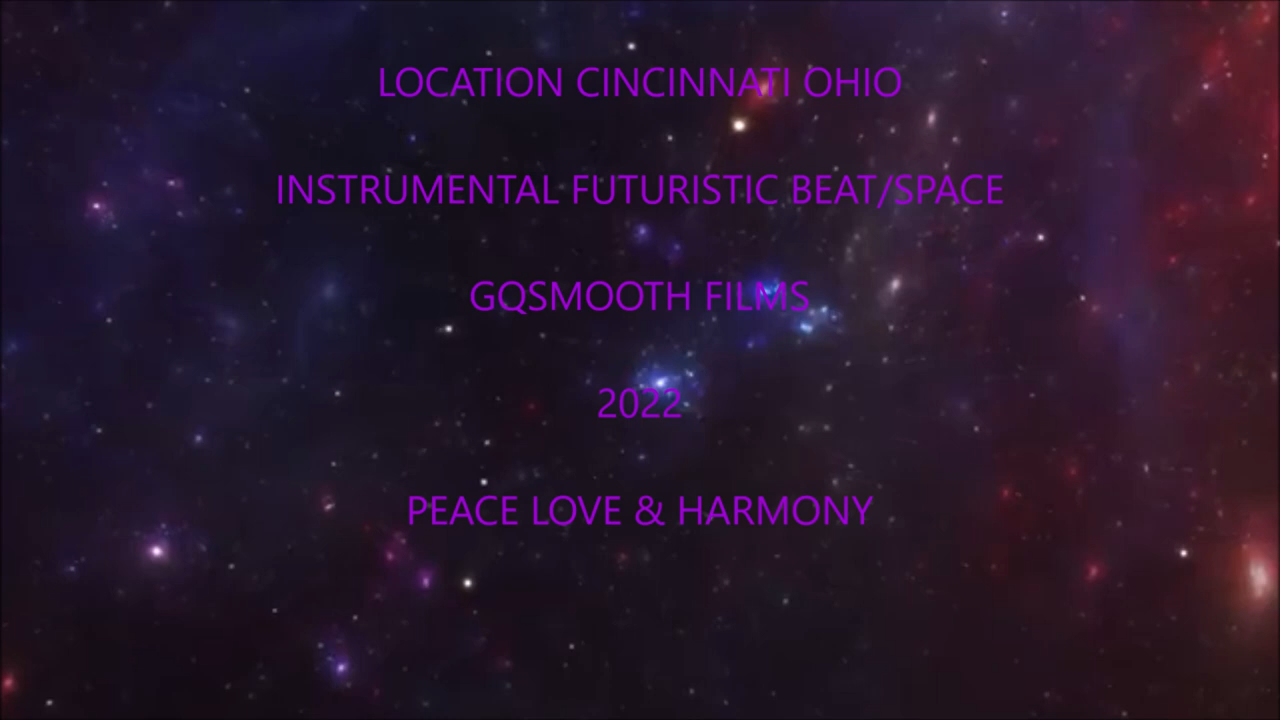 LOCATION CINCINNATI OHIO
INSTRUMENTAL FUTURISTIC BEAT/SPACE
GQSMOOTH FILMS
2022
PEACE LOVE & HARMONY